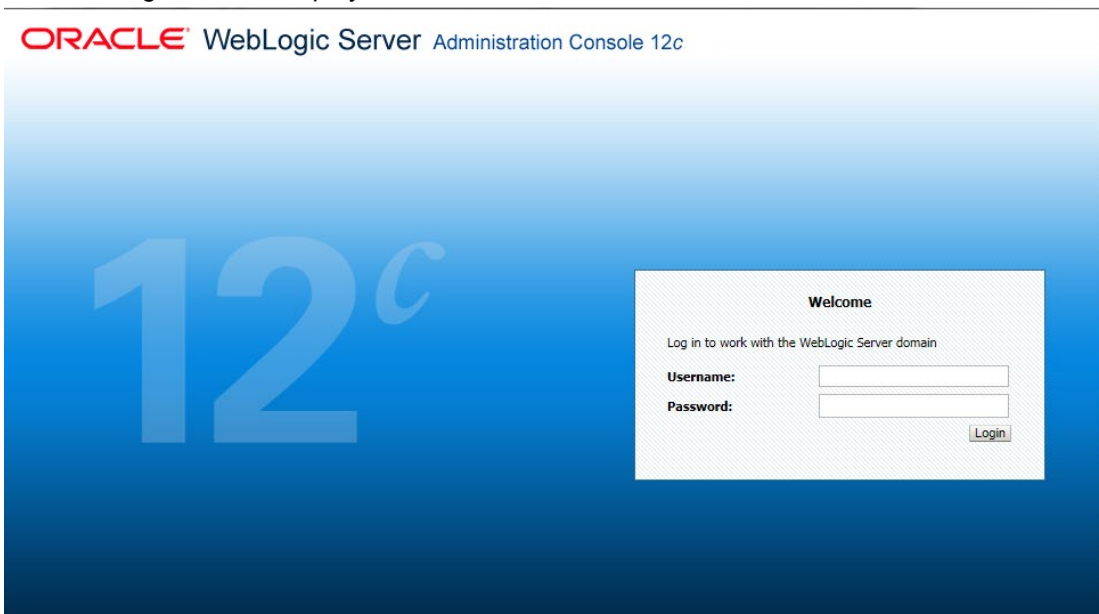 ORACLE WebLogic Server Administration Console 12c
12c
Welcome
Log in to work with the WebLogic Server domain
Username:
Password:
Login